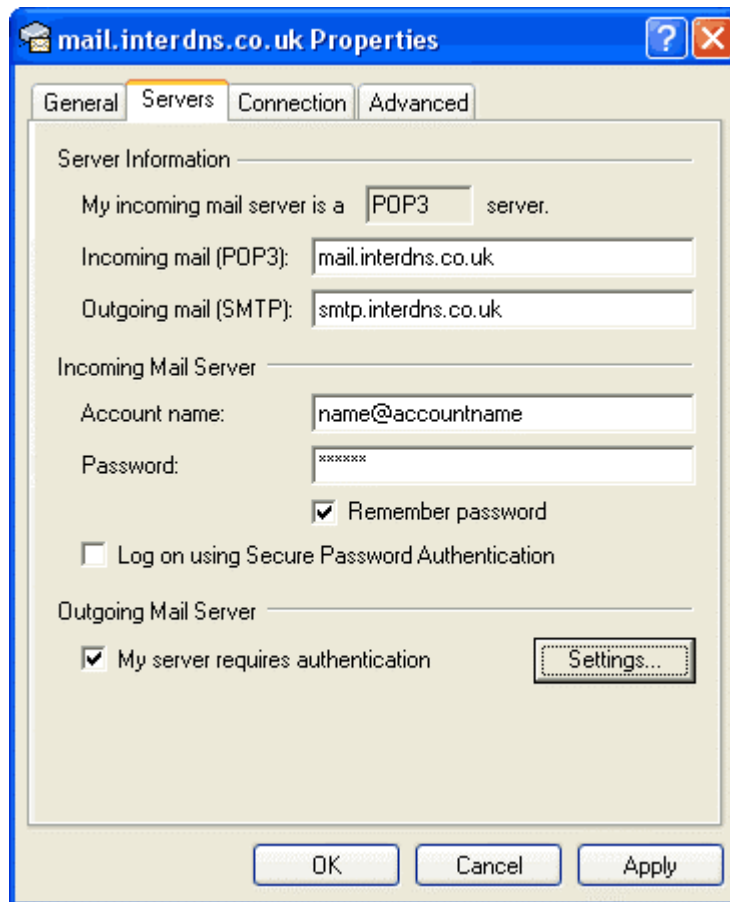 mail.interdns.co.uk Properties
General Servers Connection Advanced
Server Information
My incoming mail server is a POP3 server.
Incoming mail (POP3): mail.interdns.co.uk
Outgoing mail (SMTP): smtp.interdns.co.uk
Incoming Mail Server
Account name: name@accountname
Password: ******
Remember password
Log on using Secure Password Authentication
Outgoing Mail Server
My server requires authentication Settings...
OK Cancel Apply